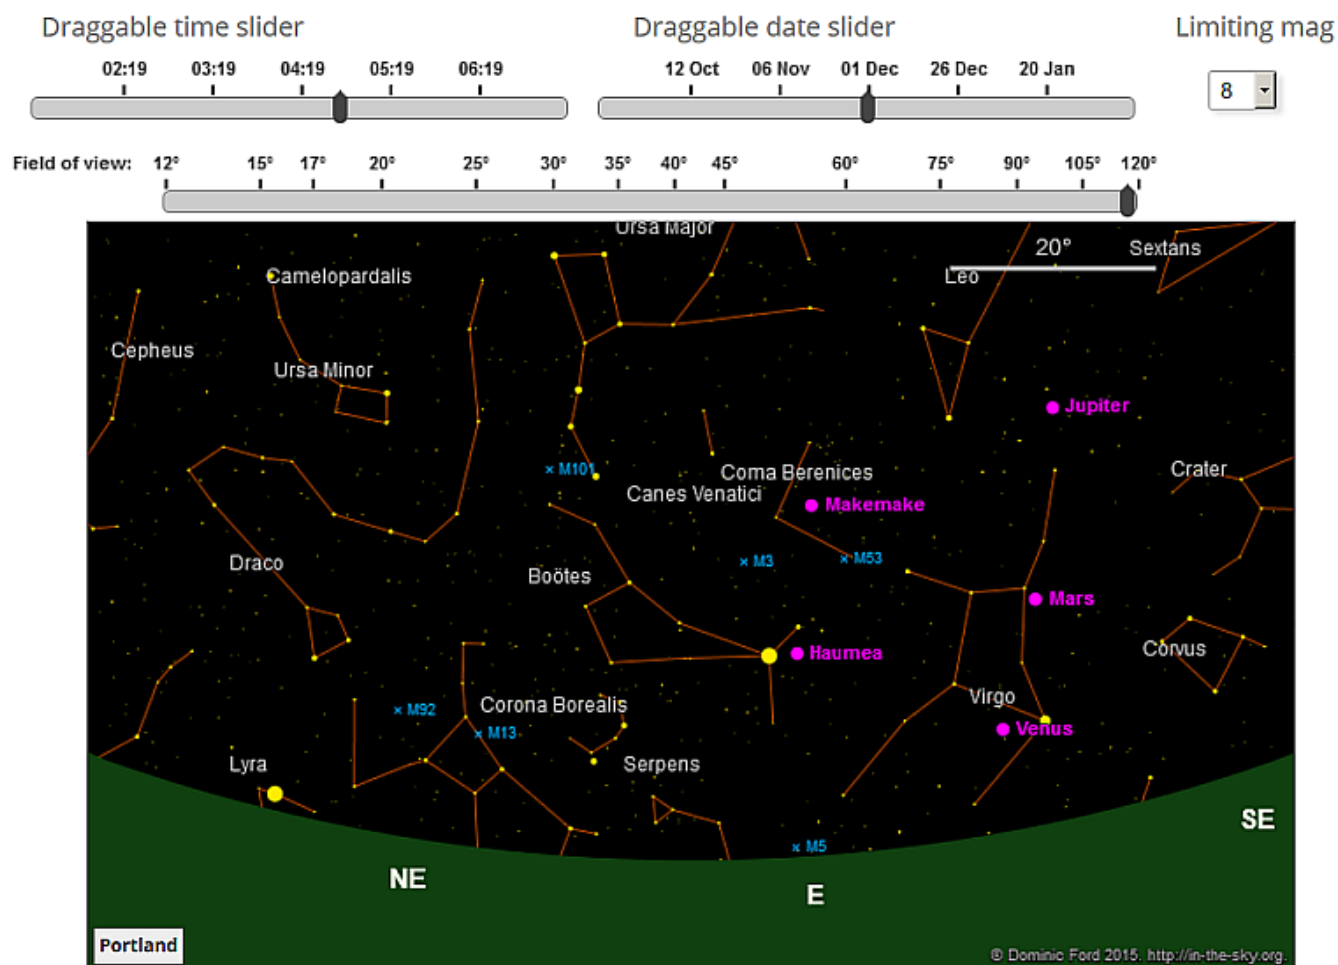 Draggable time slider
Draggable date slider
Limiting mag
02:19 03:19 04:19 05:19 06:19
12 Oct 06 Nov 01 Dec 26 Dec 20 Jan
8
Field of view: 12° 15° 17° 20° 25° 30° 35° 40° 45° 60° 75° 90° 105° 120°
Ursa Major
20°
Sextans
Camelopardalis
Leo
Cepheus
Ursa Minor
Jupiter
M101
Coma Berenices
Crater
Canes Venatici
Makemake
Draco
Boötes
M3
M53
Mars
Haumea
Corvus
M92
Corona Borealis
Virgo
M13
Venus
Lyra
Serpens
M5
SE
NE
E
Portland
© Dominic Ford 2015. http://in-the-sky.org.